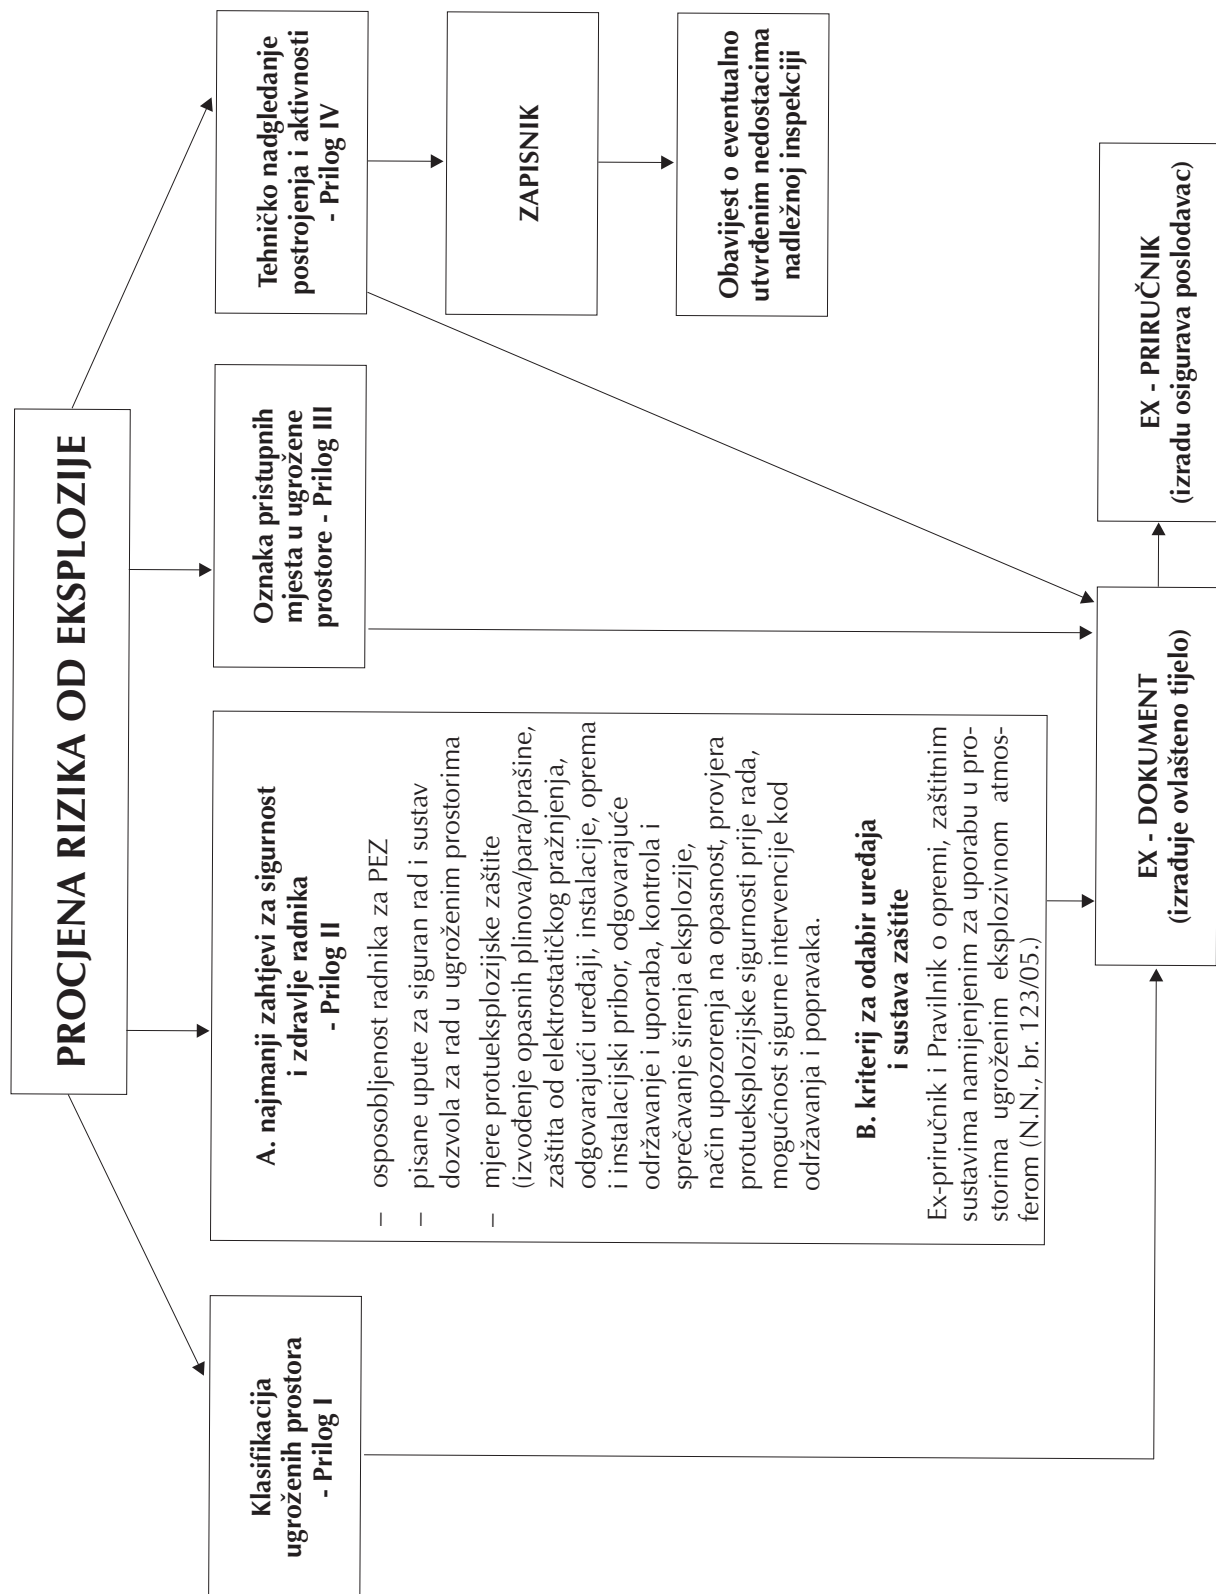 PROCJENA RIZIKA OD EKSPLOZIJE
Klasifikacija
ugroženih prostora
- Prilog I
A. najmanji zahtjevi za sigurnost
i zdravlje radnika
- Prilog II
– osposobljenost radnika za PEZ
– pisane upute za siguran rad i sustav
dozvola za rad u ugroženim prostorima
– mjere protueksplozijske zaštite
(izvođenje opasnih plinova/para/prašine,
zaštita od elektrostatičkog pražnjenja,
odgovarajući uređaji, instalacije, oprema
i instalacijski pribor, odgovarajuće
održavanje i uporaba, kontrola i
sprečavanje širenja eksplozije,
način upozorenja na opasnost, provjera
protueksplozijske sigurnosti prije rada,
mogućnost sigurne intervencije kod
održavanja i popravaka.
B. kriterij za odabir uređaja
i sustava zaštite
Ex-priručnik i Pravilnik o opremi, zaštitnim
sustavima namijenjenim za uporabu u pro-
storima ugroženim eksplozivnom atmos-
ferom (N.N., br. 123/05.)
Oznaka pristupnih
mjesta u ugrožene
prostore - Prilog III
Tehničko nadgledanje
postrojenja i aktivnosti
- Prilog IV
ZAPISNIK
Obavijest o eventualno
utvrđenim nedostacima
nadležnoj inspekciji
EX - DOKUMENT
(izrađuje ovlašteno tijelo)
EX - PRIRUČNIK
(izradu osigurava poslodavac)